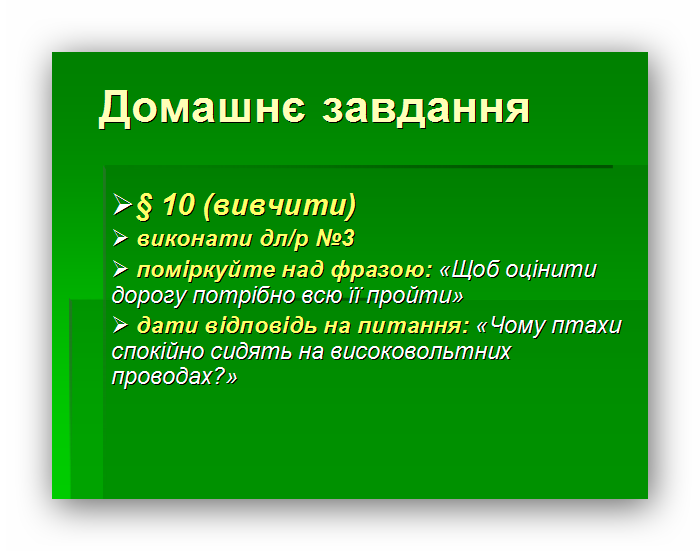 Домашнє завдання
➢ § 10 (вивчити)
➢ виконати дл/р №3
➢ поміркуйте над фразою: «Щоб оцінити
дорогу потрібно всю її пройти»
➢ дати відповідь на питання: «Чому птахи
спокійно сидять на високовольтних
проводах?»